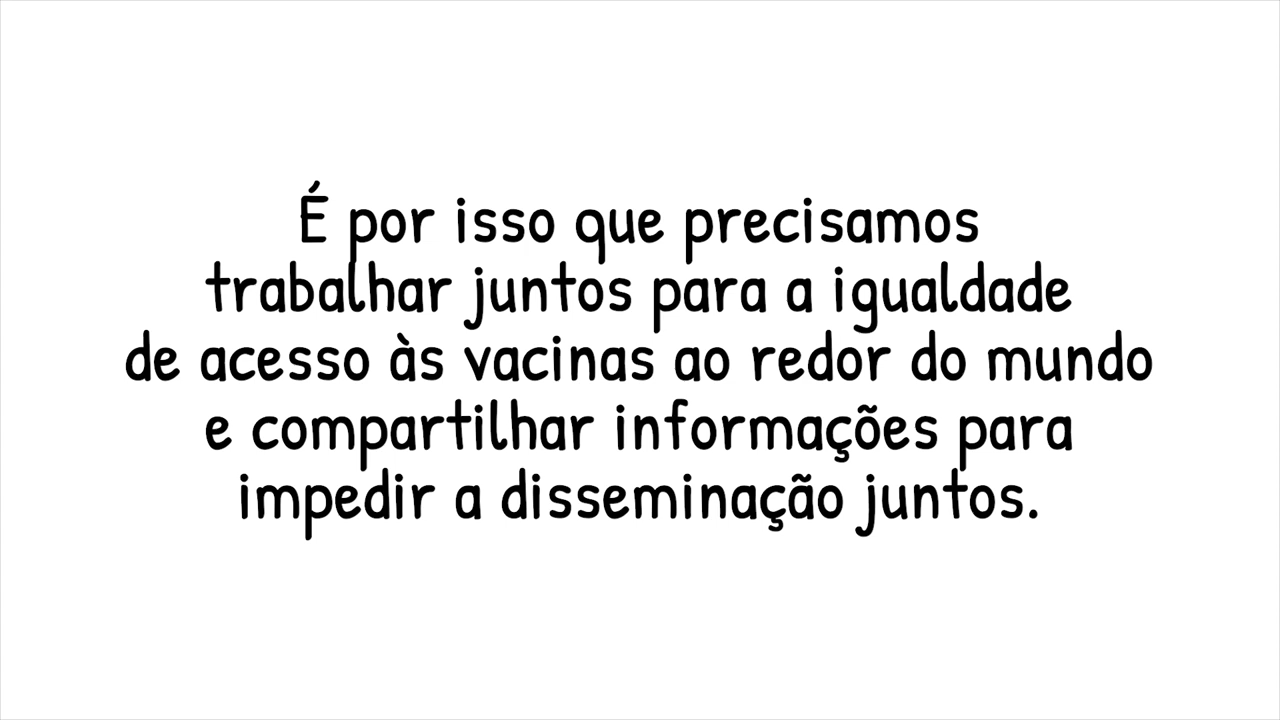 É por isso que precisamos
trabalhar juntos para a igualdade
de acesso às vacinas ao redor do mundo
e compartilhar informações para
impedir a disseminação juntos.